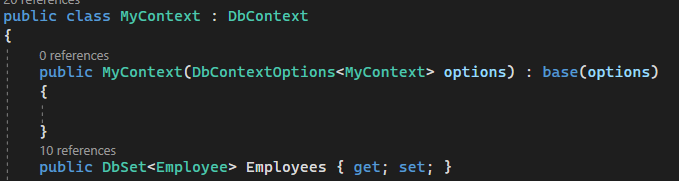 20 references
public class MyContext : DbContext
{
0 references
public MyContext(DbContextOptions<MyContext> options) : base(options)
{
}
10 references
public DbSet<Employee> Employees { get; set; }